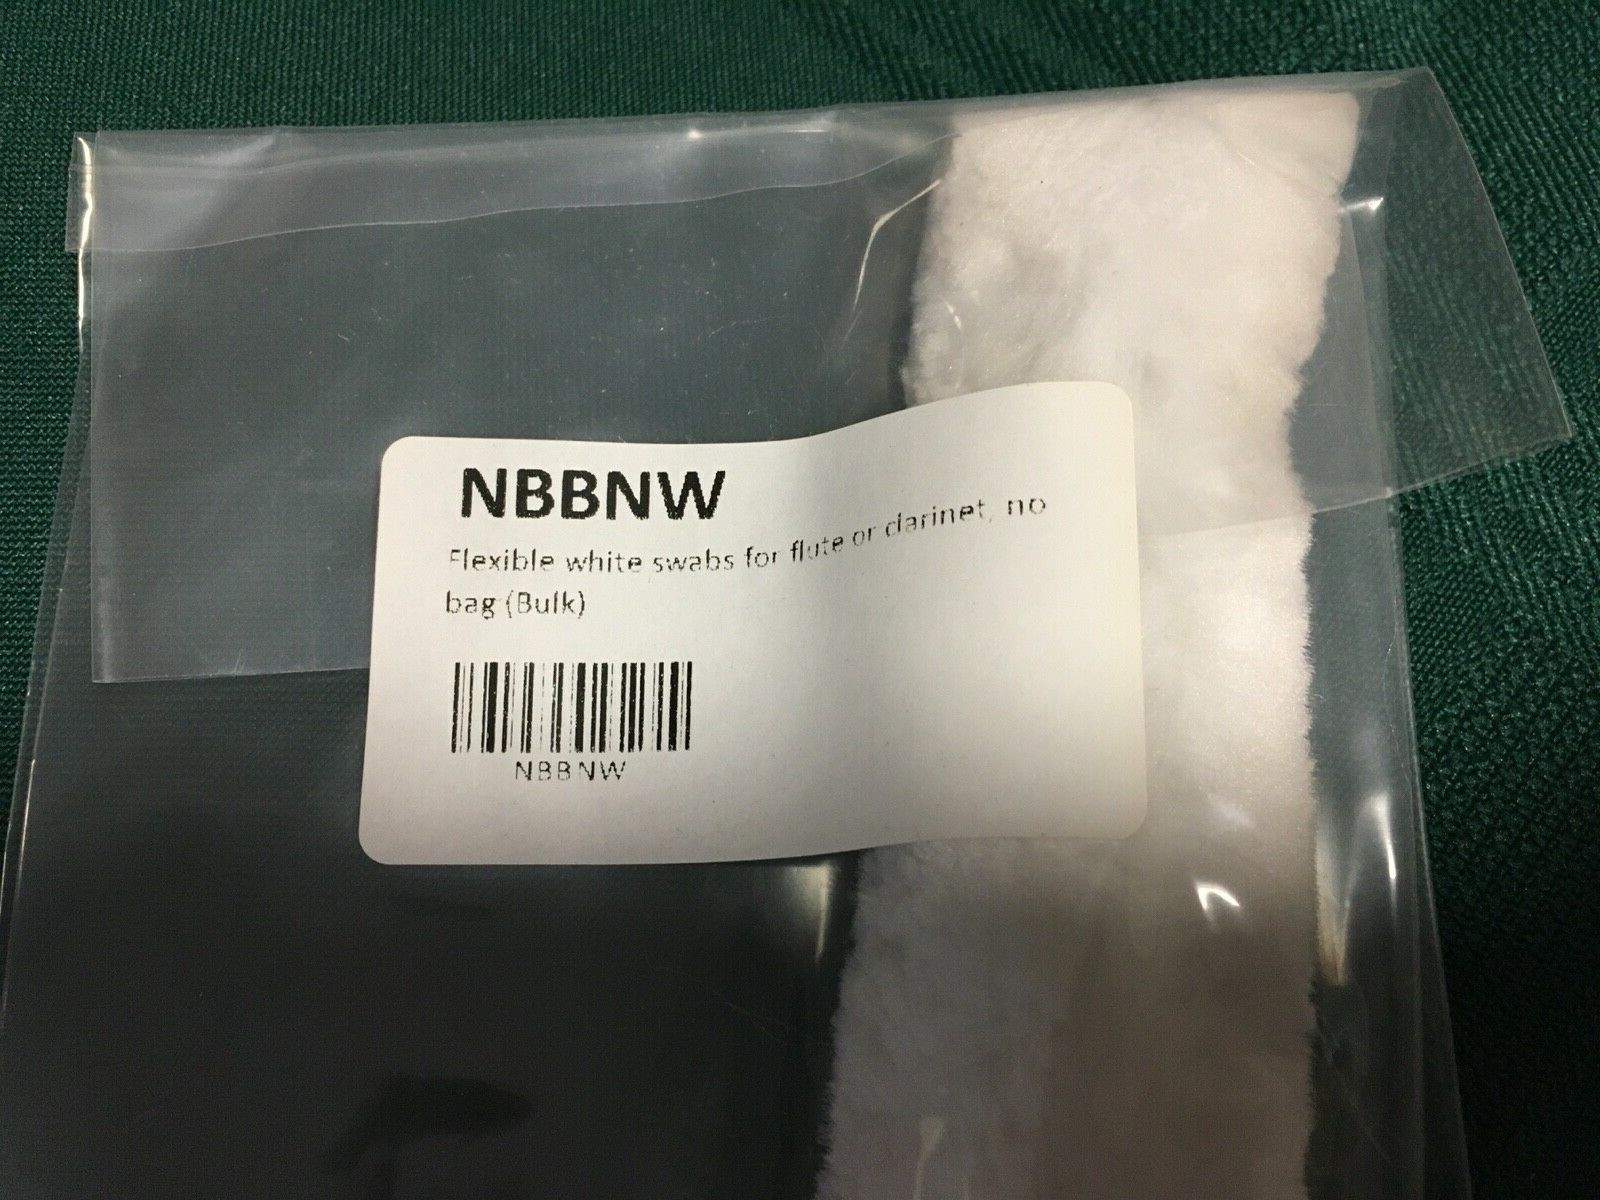 NBBNW
Flexible white swabs for flute or clarinet, no
bag (Bulk)
NBBNW